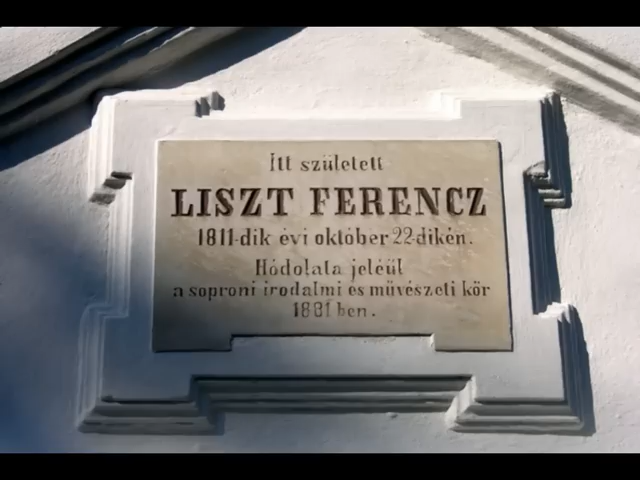 Itt született
LISZT FERENCZ
1811-dik évi október 22-dikén.
Hódolata jeléül
a soproni irodalmi és művészeti kör
1881 ben.